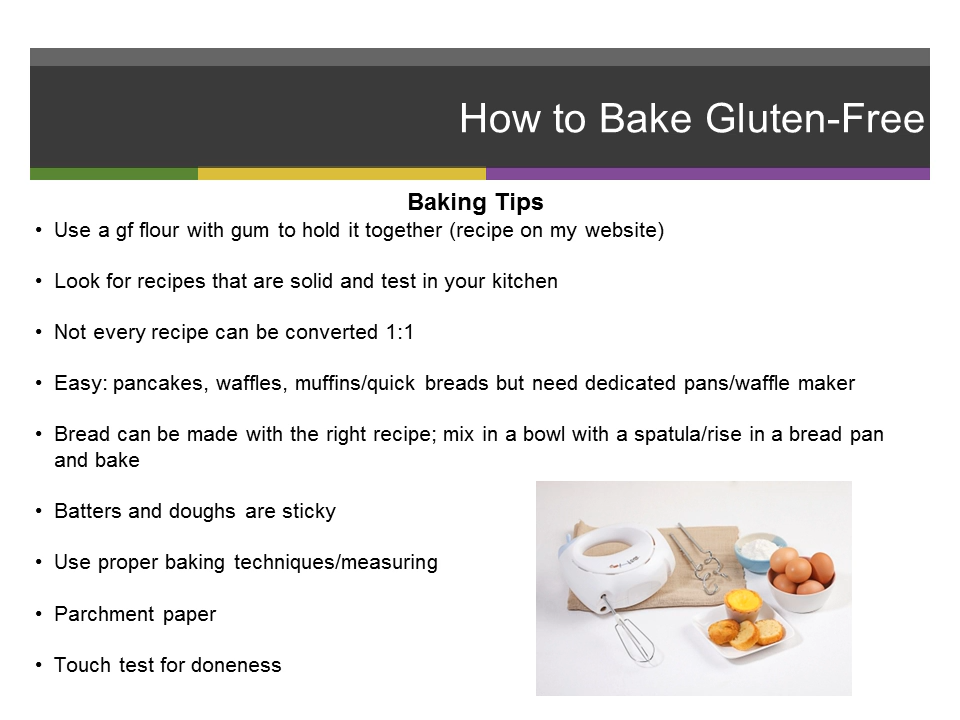 How to Bake Gluten-Free
Baking Tips
• Use a gf flour with gum to hold it together (recipe on my website)
• Look for recipes that are solid and test in your kitchen
• Not every recipe can be converted 1:1
• Easy: pancakes, waffles, muffins/quick breads but need dedicated pans/waffle maker
• Bread can be made with the right recipe; mix in a bowl with a spatula/rise in a bread pan
and bake
• Batters and doughs are sticky
• Use proper baking techniques/measuring
• Parchment paper
• Touch test for doneness